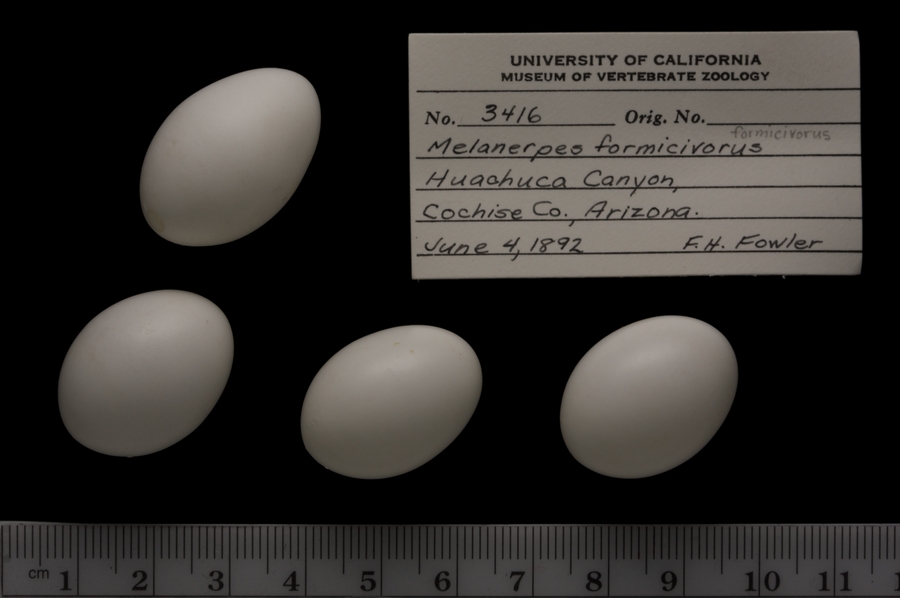 UNIVERSITY OF CALIFORNIA
MUSEUM OF VERTEBRATE ZOOLOGY
No. 3416 Orig. No.
formicivorus
Melanerpes formicivorus
Huachuca Canyon,
Cochise Co., Arizona.
June 4, 1892 F.H. Fowler
cm 1 2 3 4 5 6 7 8 9 10 11